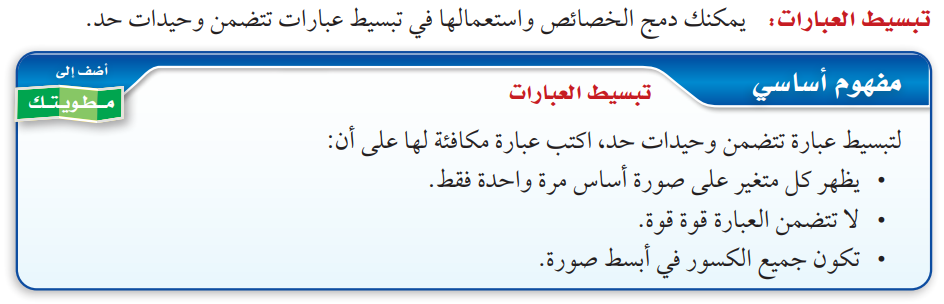 تبسيط العبارات: يمكنك دمج الخصائص واستعمالها في تبسيط عبارات تتضمن وحيدات حد.
مفهوم أساسي
تبسيط العبارات
أضف إلى
مطويتك
لتبسيط عبارة تتضمن وحيدات حد، اكتب عبارة مكافئة لها على أن:
• يظهر كل متغير على صورة أساس مرة واحدة فقط.
• لا تتضمن العبارة قوة قوة.
• تكون جميع الكسور في أبسط صورة.